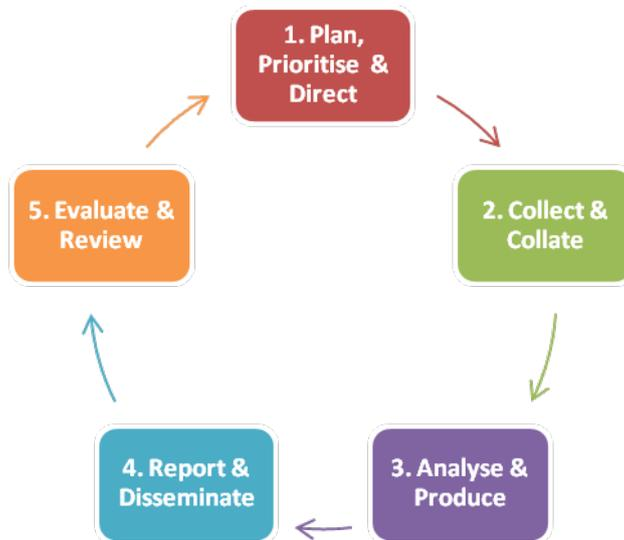 1. Plan,
Prioritise &
Direct
2. Collect &
Collate
3. Analyse &
Produce
4. Report &
Disseminate
5. Evaluate &
Review